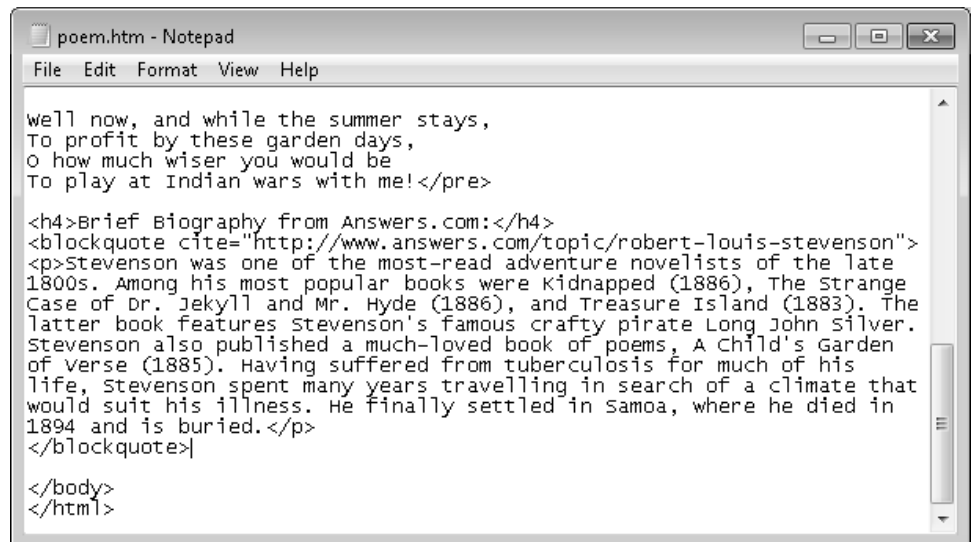 poem.htm - Notepad
File Edit Format View Help
Well now, and while the summer stays,
To profit by these garden days,
O how much wiser you would be
To play at Indian wars with me!</pre>
<h4>Brief Biography from Answers.com:</h4>
<blockquote cite="http://www.answers.com/topic/robert-louis-stevenson">
<p>Stevenson was one of the most-read adventure novelists of the late
1800s. Among his most popular books were Kidnapped (1886), The Strange
Case of Dr. Jekyll and Mr. Hyde (1886), and Treasure Island (1883). The
latter book features Stevenson's famous crafty pirate Long John Silver.
Stevenson also published a much-loved book of poems, A Child's Garden
of Verse (1885). Having suffered from tuberculosis for much of his
life, Stevenson spent many years travelling in search of a climate that
would suit his illness. He finally settled in Samoa, where he died in
1894 and is buried.</p>
</blockquote>
</body>
</html>